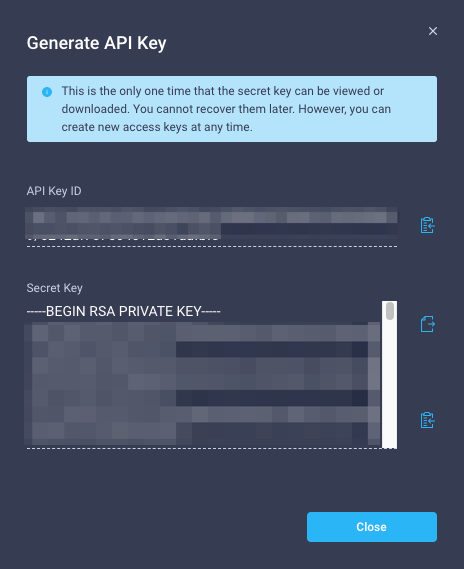 Generate API Key
This is the only one time that the secret key can be viewed or
downloaded. You cannot recover them later. However, you can
create new access keys at any time.
API Key ID
Secret Key
-----BEGIN RSA PRIVATE KEY-----
Close